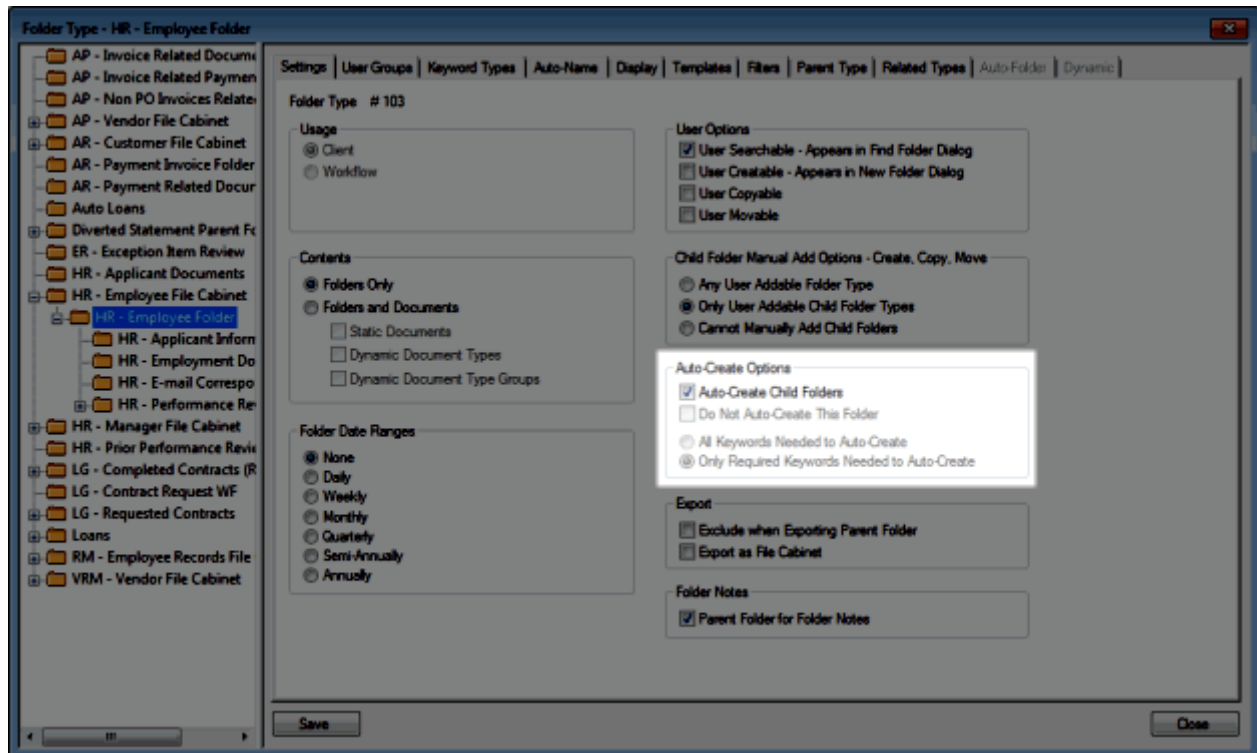 Folder Type - HR - Employee Folder
AP - Invoice Related Docume
AP - Invoice Related Paymen
AP - Non PO Invoices Relate
AP - Vendor File Cabinet
AR - Customer File Cabinet
AR - Payment Invoice Folder
AR - Payment Related Docur
Auto Loans
Diverted Statement Parent Fo
ER - Exception Item Review
HR - Applicant Documents
HR - Employee File Cabinet
HR - Employee Folder
HR - Applicant Inform
HR - Employment Do
HR - E-mail Correspo
HR - Performance Re
HR - Manager File Cabinet
HR - Prior Performance Revie
LG - Completed Contracts (R
LG - Contract Request WF
LG - Requested Contracts
Loans
RM - Employee Records File
VRM - Vendor File Cabinet
Settings User Groups Keyword Types Auto-Name Display Templates Filters Parent Type Related Types Auto-Folder Dynamic
Folder Type # 103
Usage
Client
Workflow
Contents
Folders Only
Folders and Documents
Static Documents
Dynamic Document Types
Dynamic Document Type Groups
Folder Date Ranges
None
Daily
Weekly
Monthly
Quarterly
Semi-Annually
Annually
User Options
User Searchable - Appears in Find Folder Dialog
User Creatable - Appears in New Folder Dialog
User Copyable
User Movable
Child Folder Manual Add Options - Create, Copy, Move
Any User Addable Folder Type
Only User Addable Child Folder Types
Cannot Manually Add Child Folders
Auto-Create Options
Auto-Create Child Folders
Do Not Auto-Create This Folder
All Keywords Needed to Auto-Create
Only Required Keywords Needed to Auto-Create
Export
Exclude when Exporting Parent Folder
Export as File Cabinet
Folder Notes
Parent Folder for Folder Notes
Save
Close